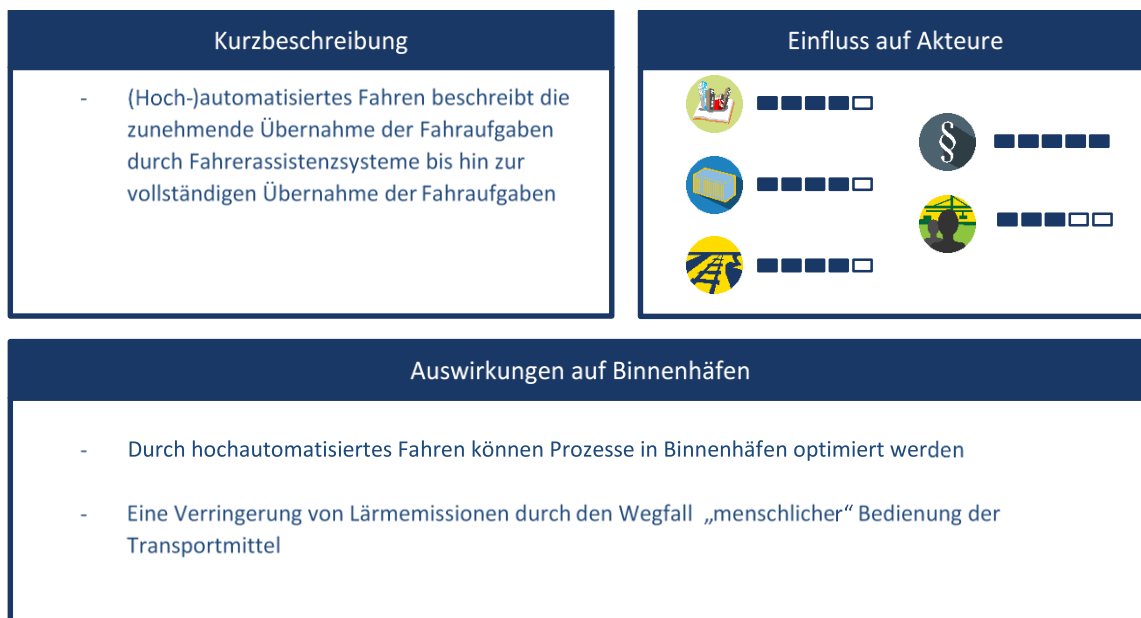 Kurzbeschreibung
- (Hoch-)automatisiertes Fahren beschreibt die
zunehmende Übernahme der Fahraufgaben
durch Fahrerassistenzsysteme bis hin zur
vollständigen Übernahme der Fahraufgaben
Einfluss auf Akteure
§
Auswirkungen auf Binnenhäfen
- Durch hochautomatisiertes Fahren können Prozesse in Binnenhäfen optimiert werden
- Eine Verringerung von Lärmemissionen durch den Wegfall „menschlicher“ Bedienung der
Transportmittel